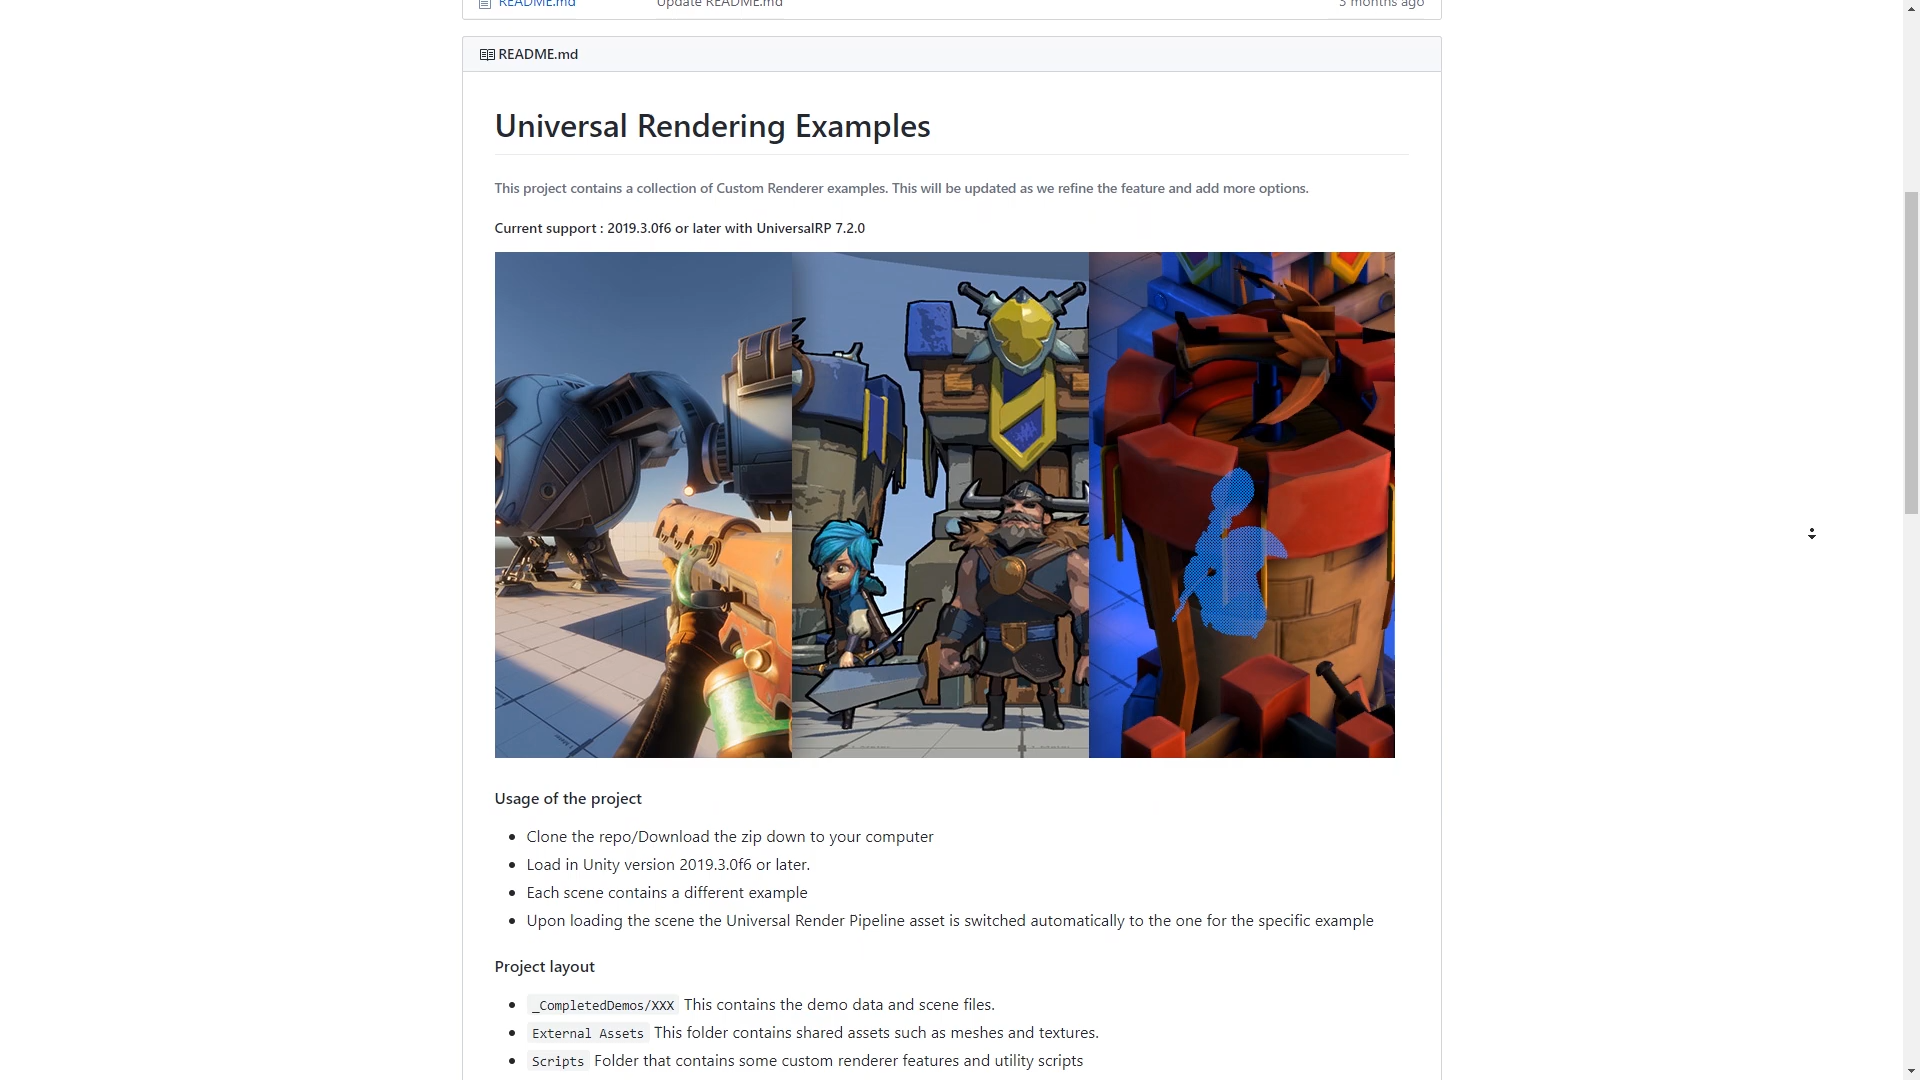 README.md Update README.md 3 months ago
README.md
Universal Rendering Examples
This project contains a collection of Custom Renderer examples. This will be updated as we refine the feature and add more options.
Current support : 2019.3.0f6 or later with UniversalRP 7.2.0
Usage of the project
Clone the repo/Download the zip down to your computer
Load in Unity version 2019.3.0f6 or later.
Each scene contains a different example
Upon loading the scene the Universal Render Pipeline asset is switched automatically to the one for the specific example
Project layout
_CompletedDemos/XXX This contains the demo data and scene files.
External Assets This folder contains shared assets such as meshes and textures.
Scripts Folder that contains some custom renderer features and utility scripts